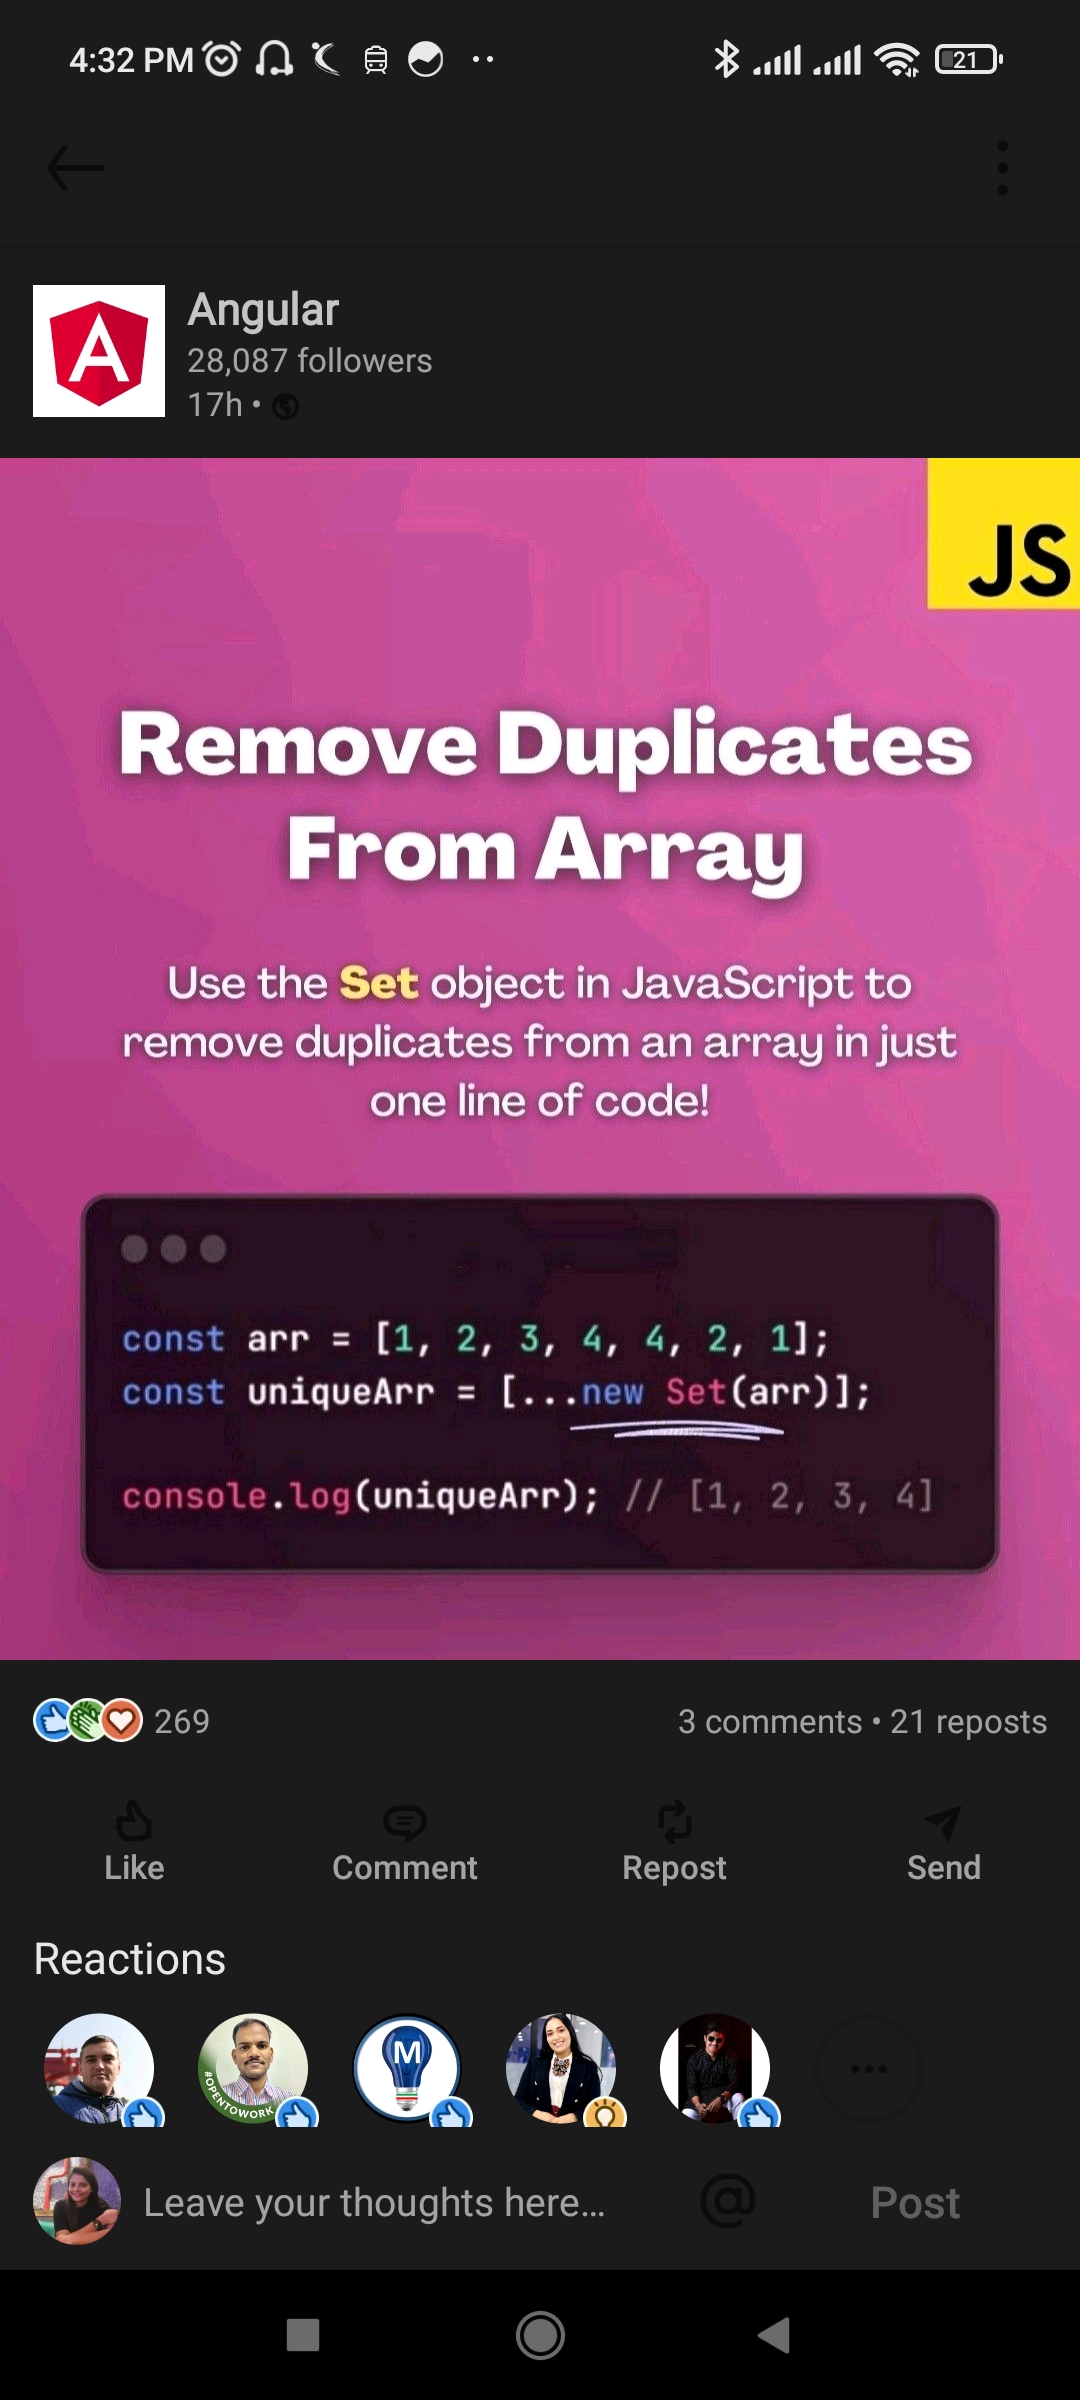 4:32 PM
21
Angular
28,087 followers
17h •
JS
Remove Duplicates
From Array
Use the Set object in JavaScript to
remove duplicates from an array in just
one line of code!
const arr = [1, 2, 3, 4, 4, 2, 1];
const uniqueArr = [...new Set(arr)];
console.log(uniqueArr); // [1, 2, 3, 4]
269
3 comments • 21 reposts
Like
Comment
Repost
Send
Reactions
#OPENTOWORK
M
Leave your thoughts here...
@
Post